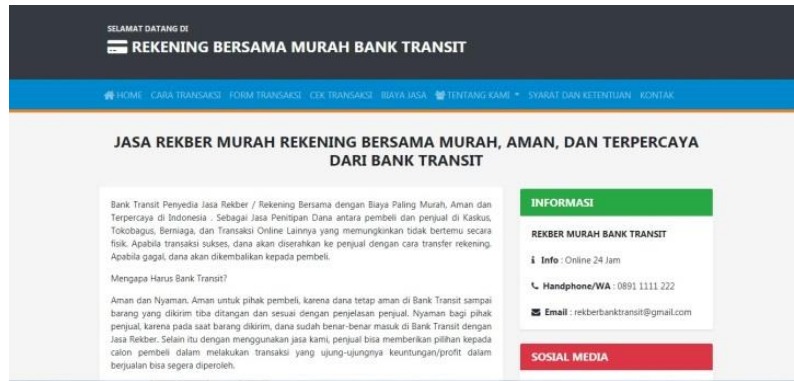 SELAMAT DATANG DI
REKENING BERSAMA MURAH BANK TRANSIT
HOME CARA TRANSAKSI FORM TRANSAKSI CEK TRANSAKSI BIAYA JASA TENTANG KAMI SYARAT DAN KETENTUAN KONTAK
JASA REKBER MURAH REKENING BERSAMA MURAH, AMAN, DAN TERPERCAYA
DARI BANK TRANSIT
Bank Transit Penyedia Jasa Rekber / Rekening Bersama dengan Biaya Paling Murah, Aman dan
Terpercaya di Indonesia . Sebagai Jasa Penitipan Dana antara pembeli dan penjual di Kaskus,
Tokobagus, Berniaga, dan Transaksi Online Lainnya yang memungkinkan tidak bertemu secara
fisik. Apabila transaksi sukses, dana akan diserahkan ke penjual dengan cara transfer rekening.
Apabila gagal, dana akan dikembalikan kepada pembeli.
Mengapa Harus Bank Transit?
Aman dan Nyaman. Aman untuk pihak pembeli, karena dana tetap aman di Bank Transit sampai
barang yang dikirim tiba ditangan dan sesuai dengan penjelasan penjual. Nyaman bagi pihak
penjual, karena pada saat barang dikirim, dana sudah benar-benar masuk di Bank Transit dengan
Jasa Rekber. Selain itu dengan menggunakan jasa kami, penjual bisa memberikan pilihan kepada
calon pembeli dalam melakukan transaksi yang ujung-ujungnya keuntungan/profit dalam
berjualan bisa segera diperoleh.
INFORMASI
REKBER MURAH BANK TRANSIT
Info : Online 24 Jam
Handphone/WA : 0891 1111 222
Email : rekberbanktransit@gmail.com
SOSIAL MEDIA